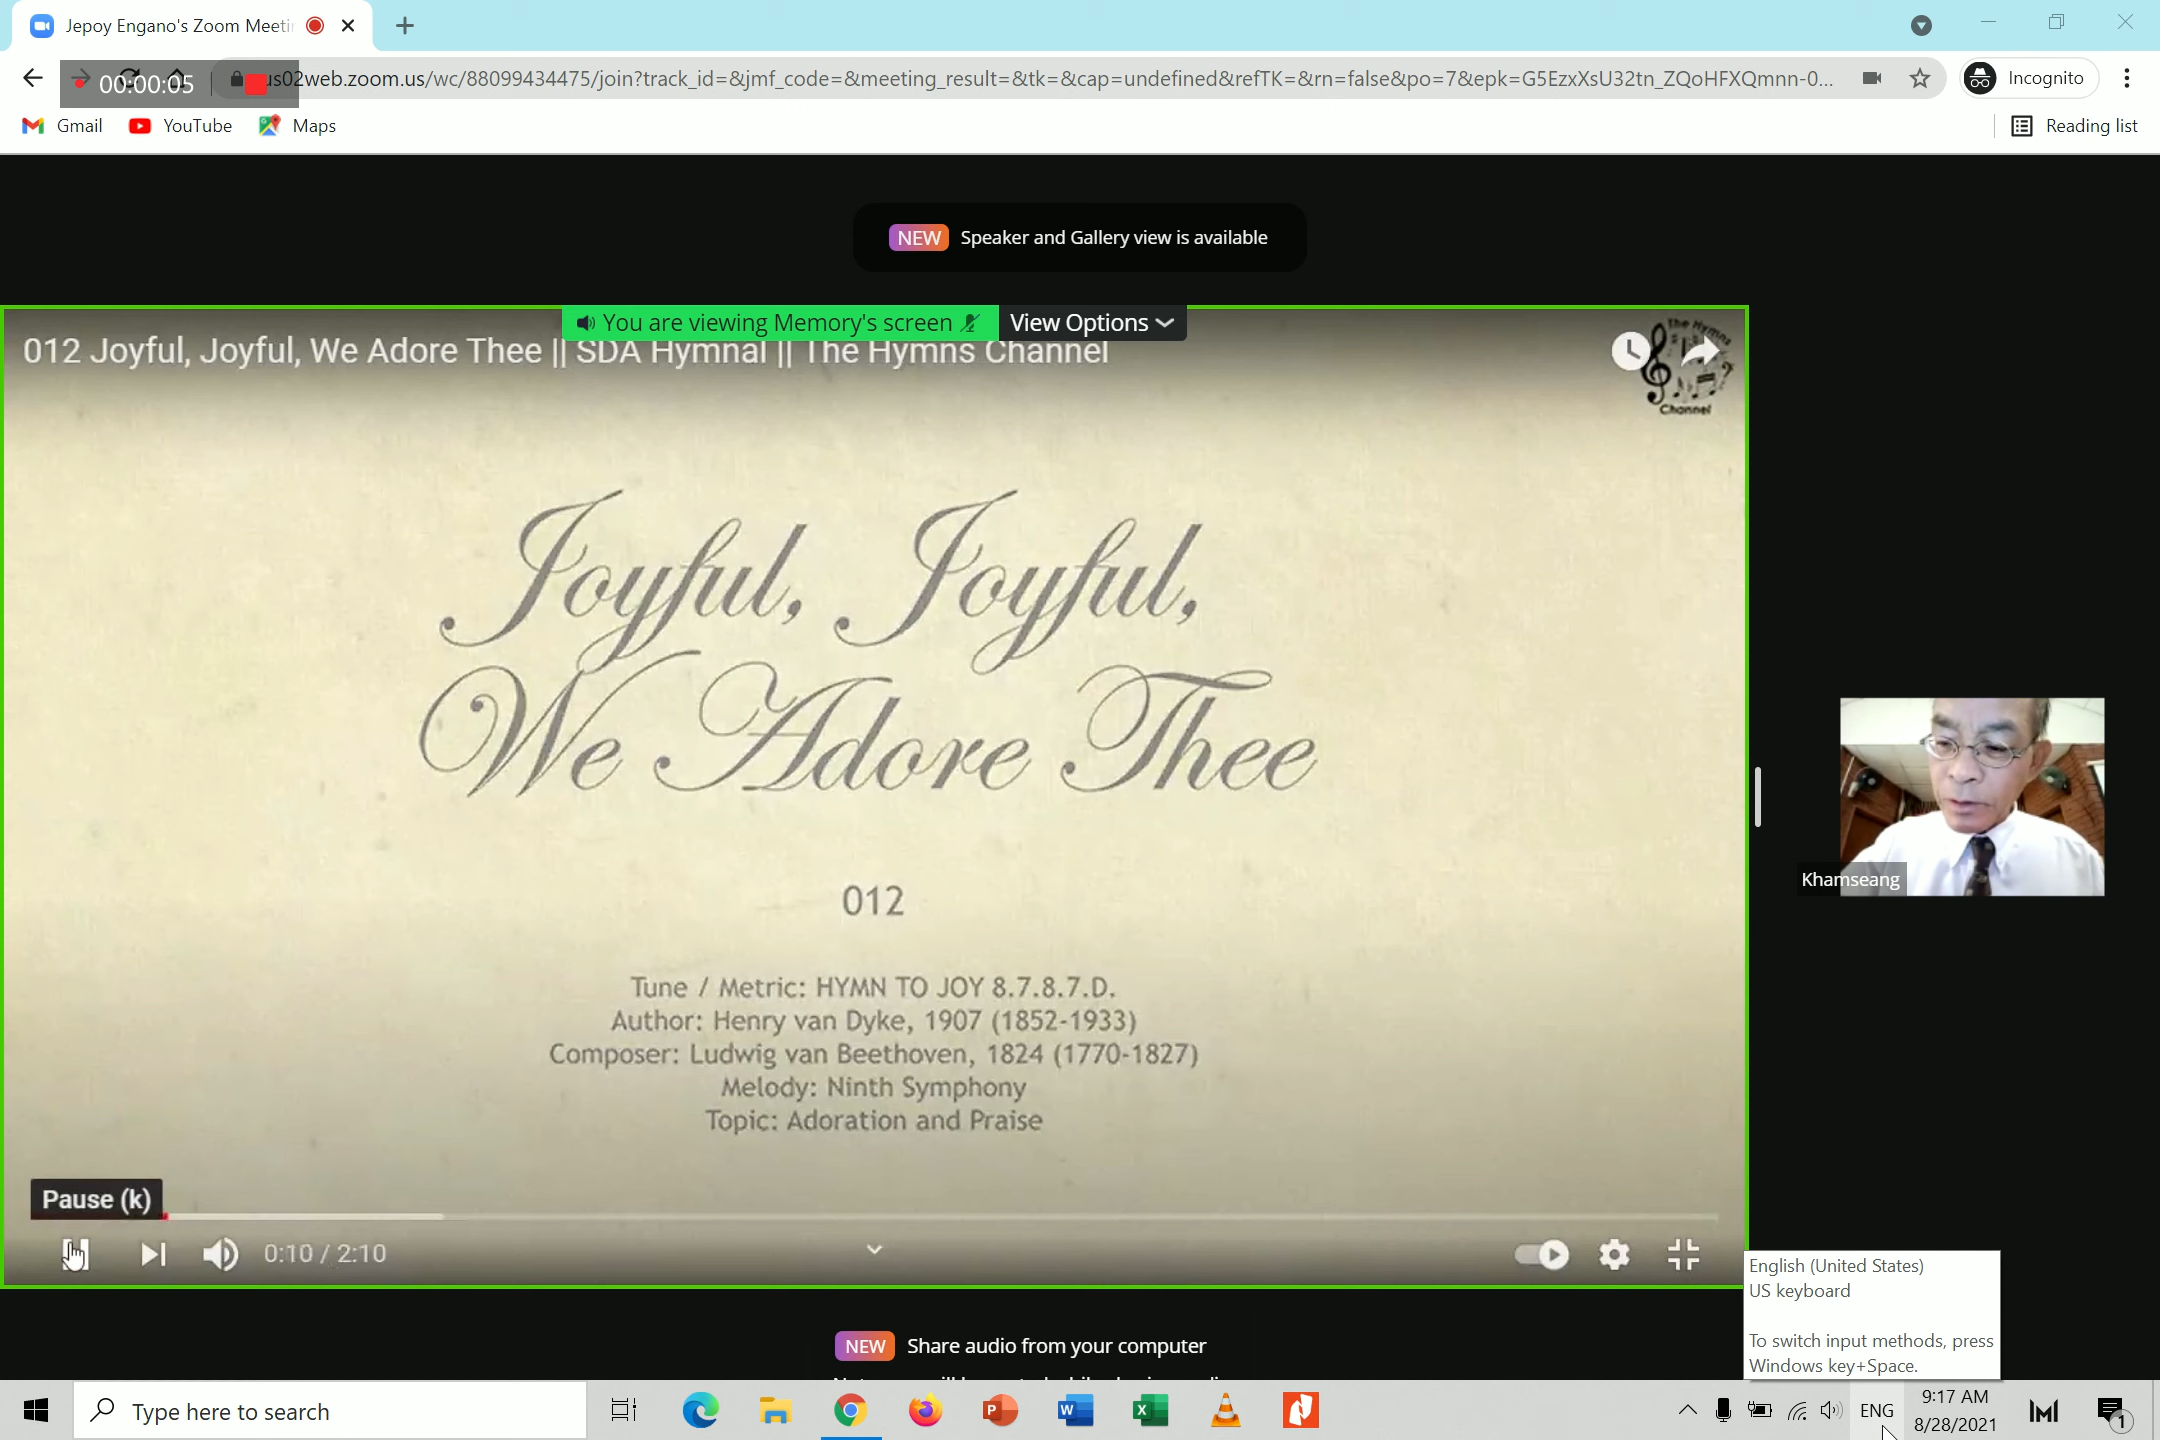 Jepoy Engano's Zoom Meeti
00:00:05
us02web.zoom.us/wc/88099434475/join?track_id=&jmf_code=&meeting_result=&tk=&cap=undefined&refTK=&rn=false&po=7&epk=G5EzxXsU32tn_ZQoHFXQmnn-0...
Incognito
Gmail
YouTube
Maps
Reading list
NEW Speaker and Gallery view is available
You are viewing Memory's screen
View Options
012 Joyful, Joyful, We Adore Thee || SDA Hymnal || The Hymns Channel
The Hymns
Channel
Joyful, Joyful,
We Adore Thee
012
Tune / Metric: HYMN TO JOY 8.7.8.7.D.
Author: Henry van Dyke, 1907 (1852-1933)
Composer: Ludwig van Beethoven, 1824 (1770-1827)
Melody: Ninth Symphony
Topic: Adoration and Praise
Khamseang
Pause (k)
0:10 / 2:10
English (United States)
US keyboard
To switch input methods, press
Windows key+Space.
NEW Share audio from your computer
Type here to search
ENG
9:17 AM
8/28/2021
1